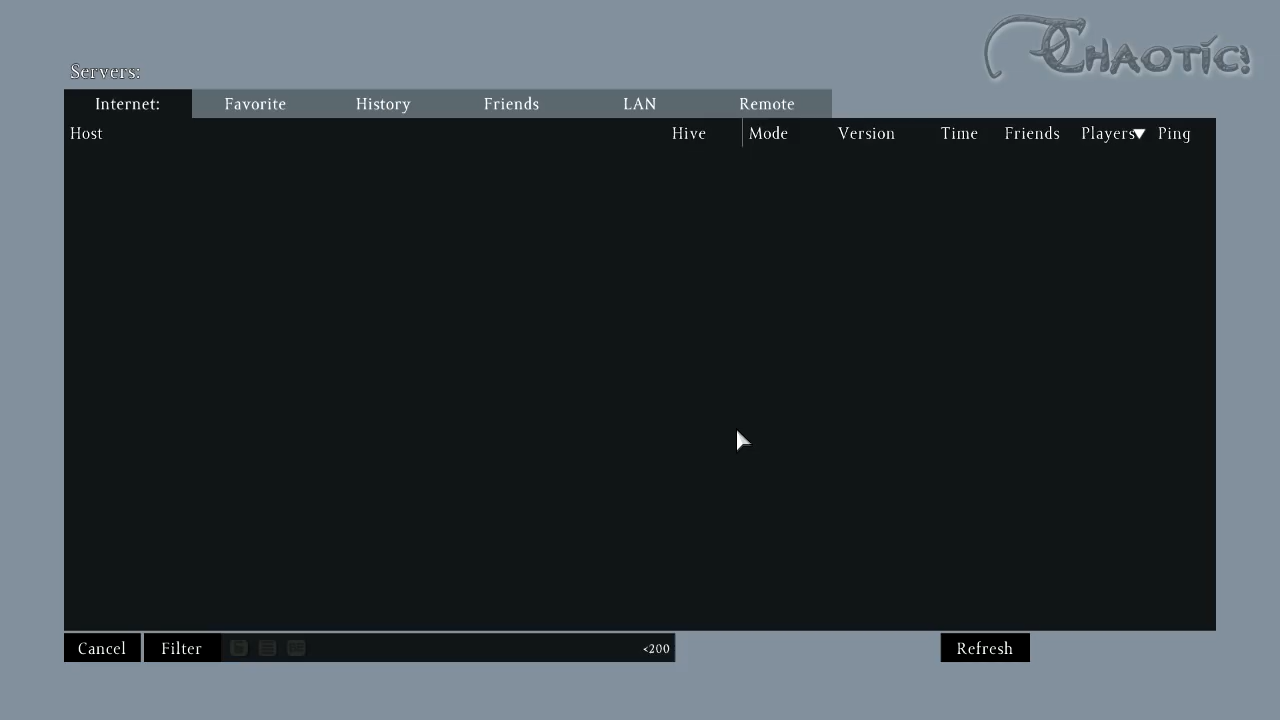 Chaotic!
Servers:
Internet: Favorite History Friends LAN Remote
Host Hive Mode Version Time Friends Players Ping
Cancel Filter <200 Refresh